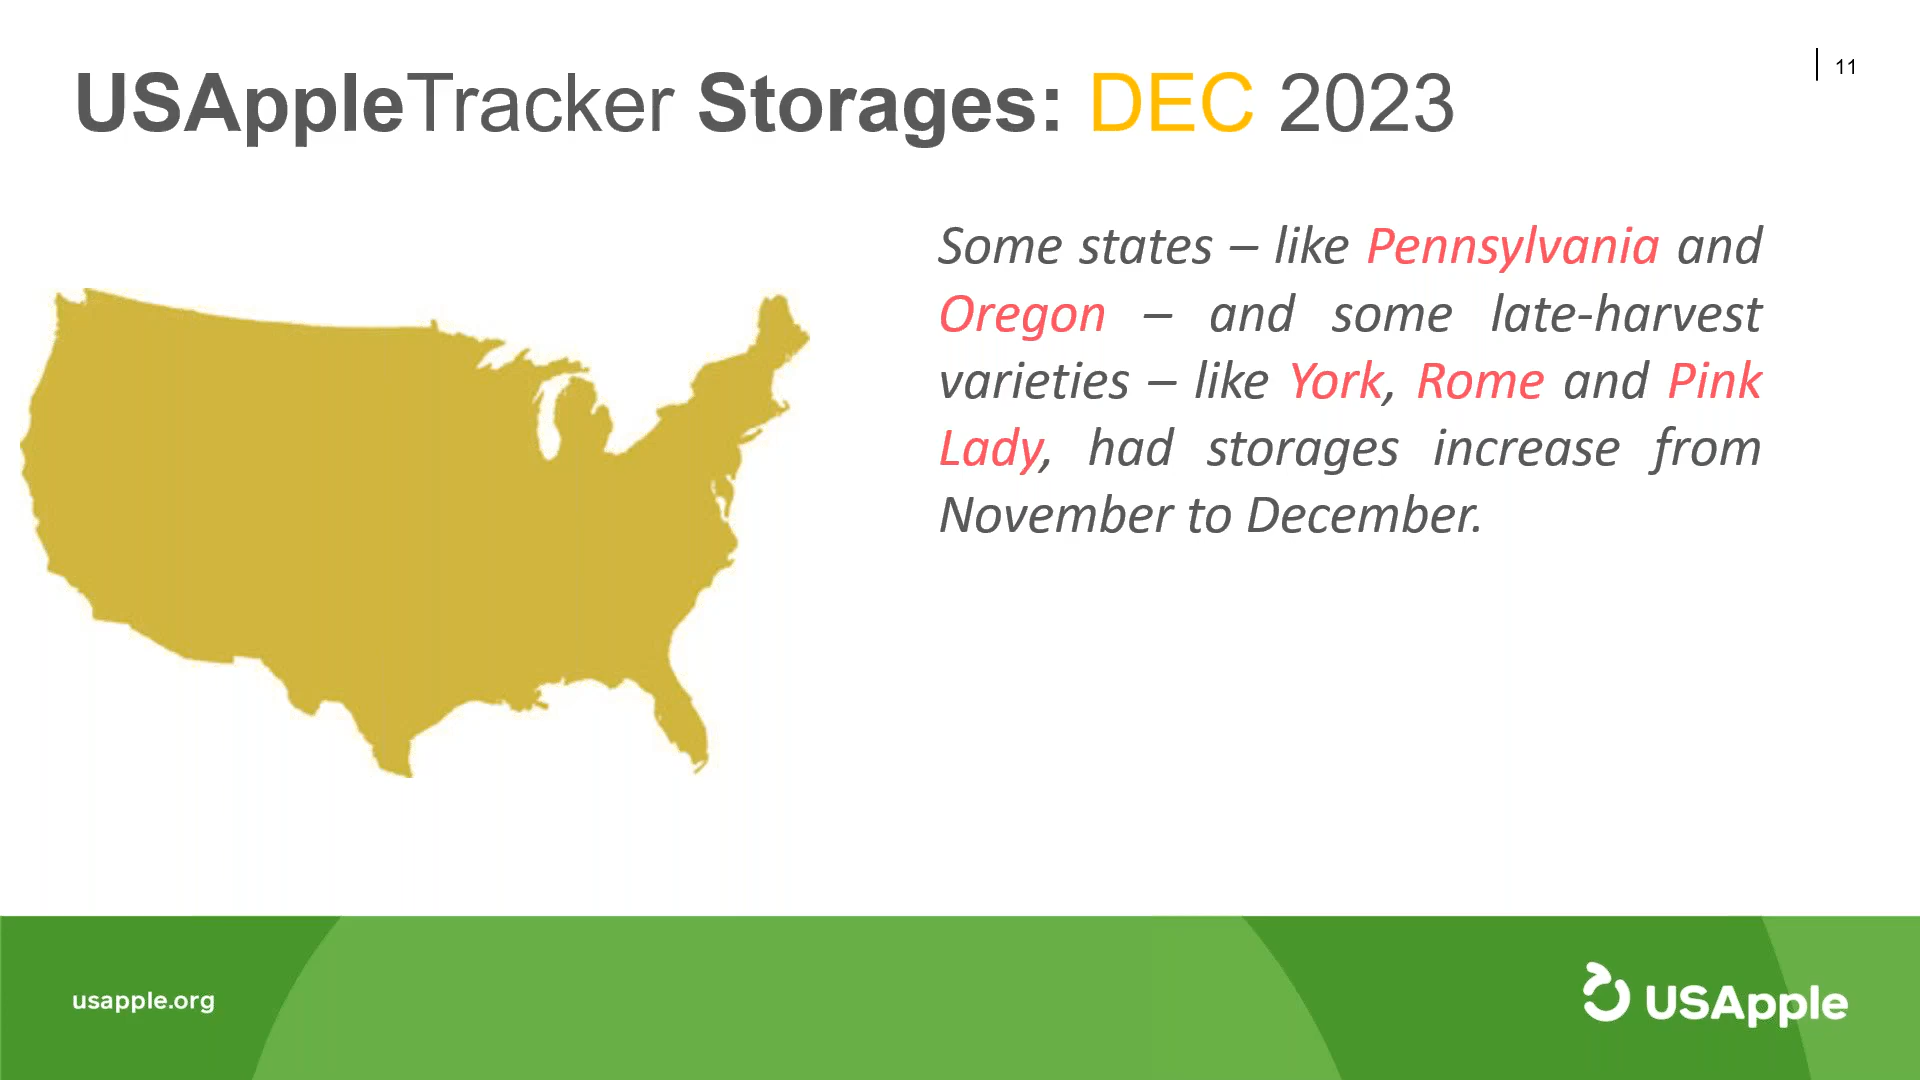 USAppleTracker Storages: DEC 2023
11
Some states – like Pennsylvania and
Oregon – and some late-harvest
varieties – like York, Rome and Pink
Lady, had storages increase from
November to December.
usapple.org
USApple